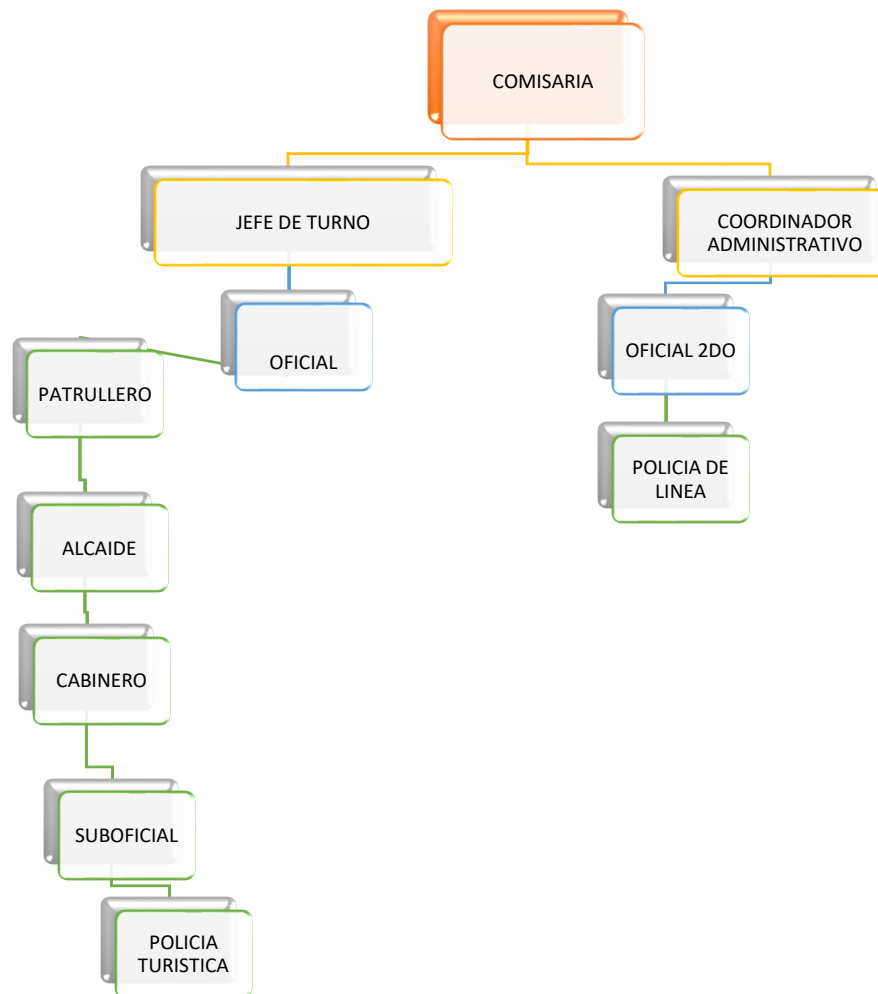 COMISARIA
JEFE DE TURNO
COORDINADOR
ADMINISTRATIVO
OFICIAL
OFICIAL 2DO
PATRULLERO
POLICIA DE
LINEA
ALCAIDE
CABINERO
SUBOFICIAL
POLICIA
TURISTICA